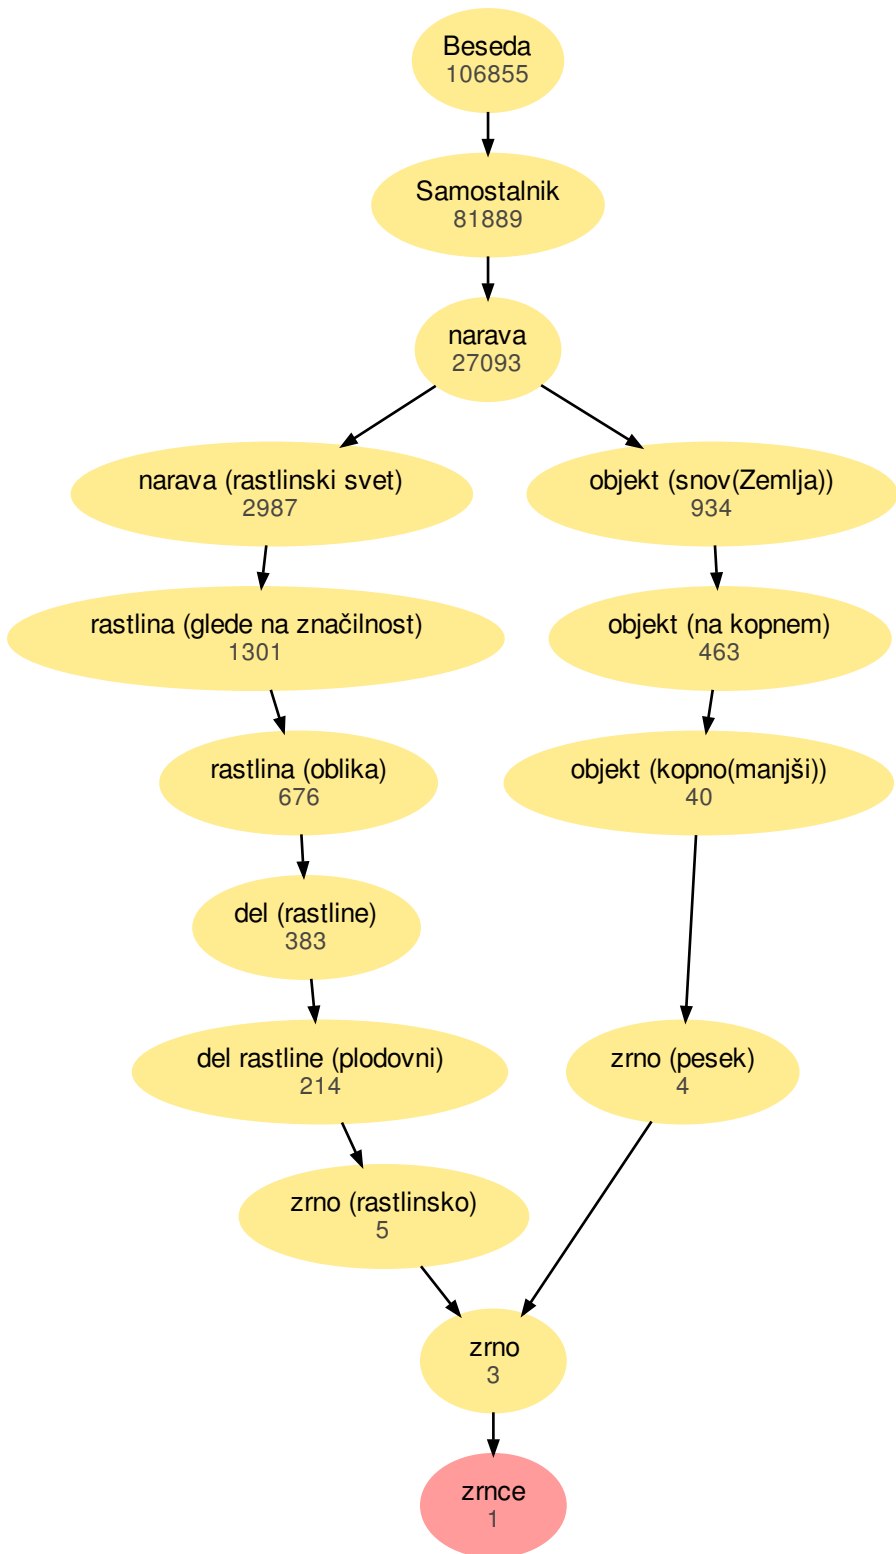 Beseda
106855
Samostalnik
81889
narava
27093
narava (rastlinski svet)
2987
objekt (snov(Zemlja))
934
rastlina (glede na značilnost)
1301
objekt (na kopnem)
463
rastlina (oblika)
676
objekt (kopno(manjši))
40
del (rastline)
383
del rastline (plodovni)
214
zrno (pesek)
4
zrno (rastlinsko)
5
zrno
3
zrnce
1